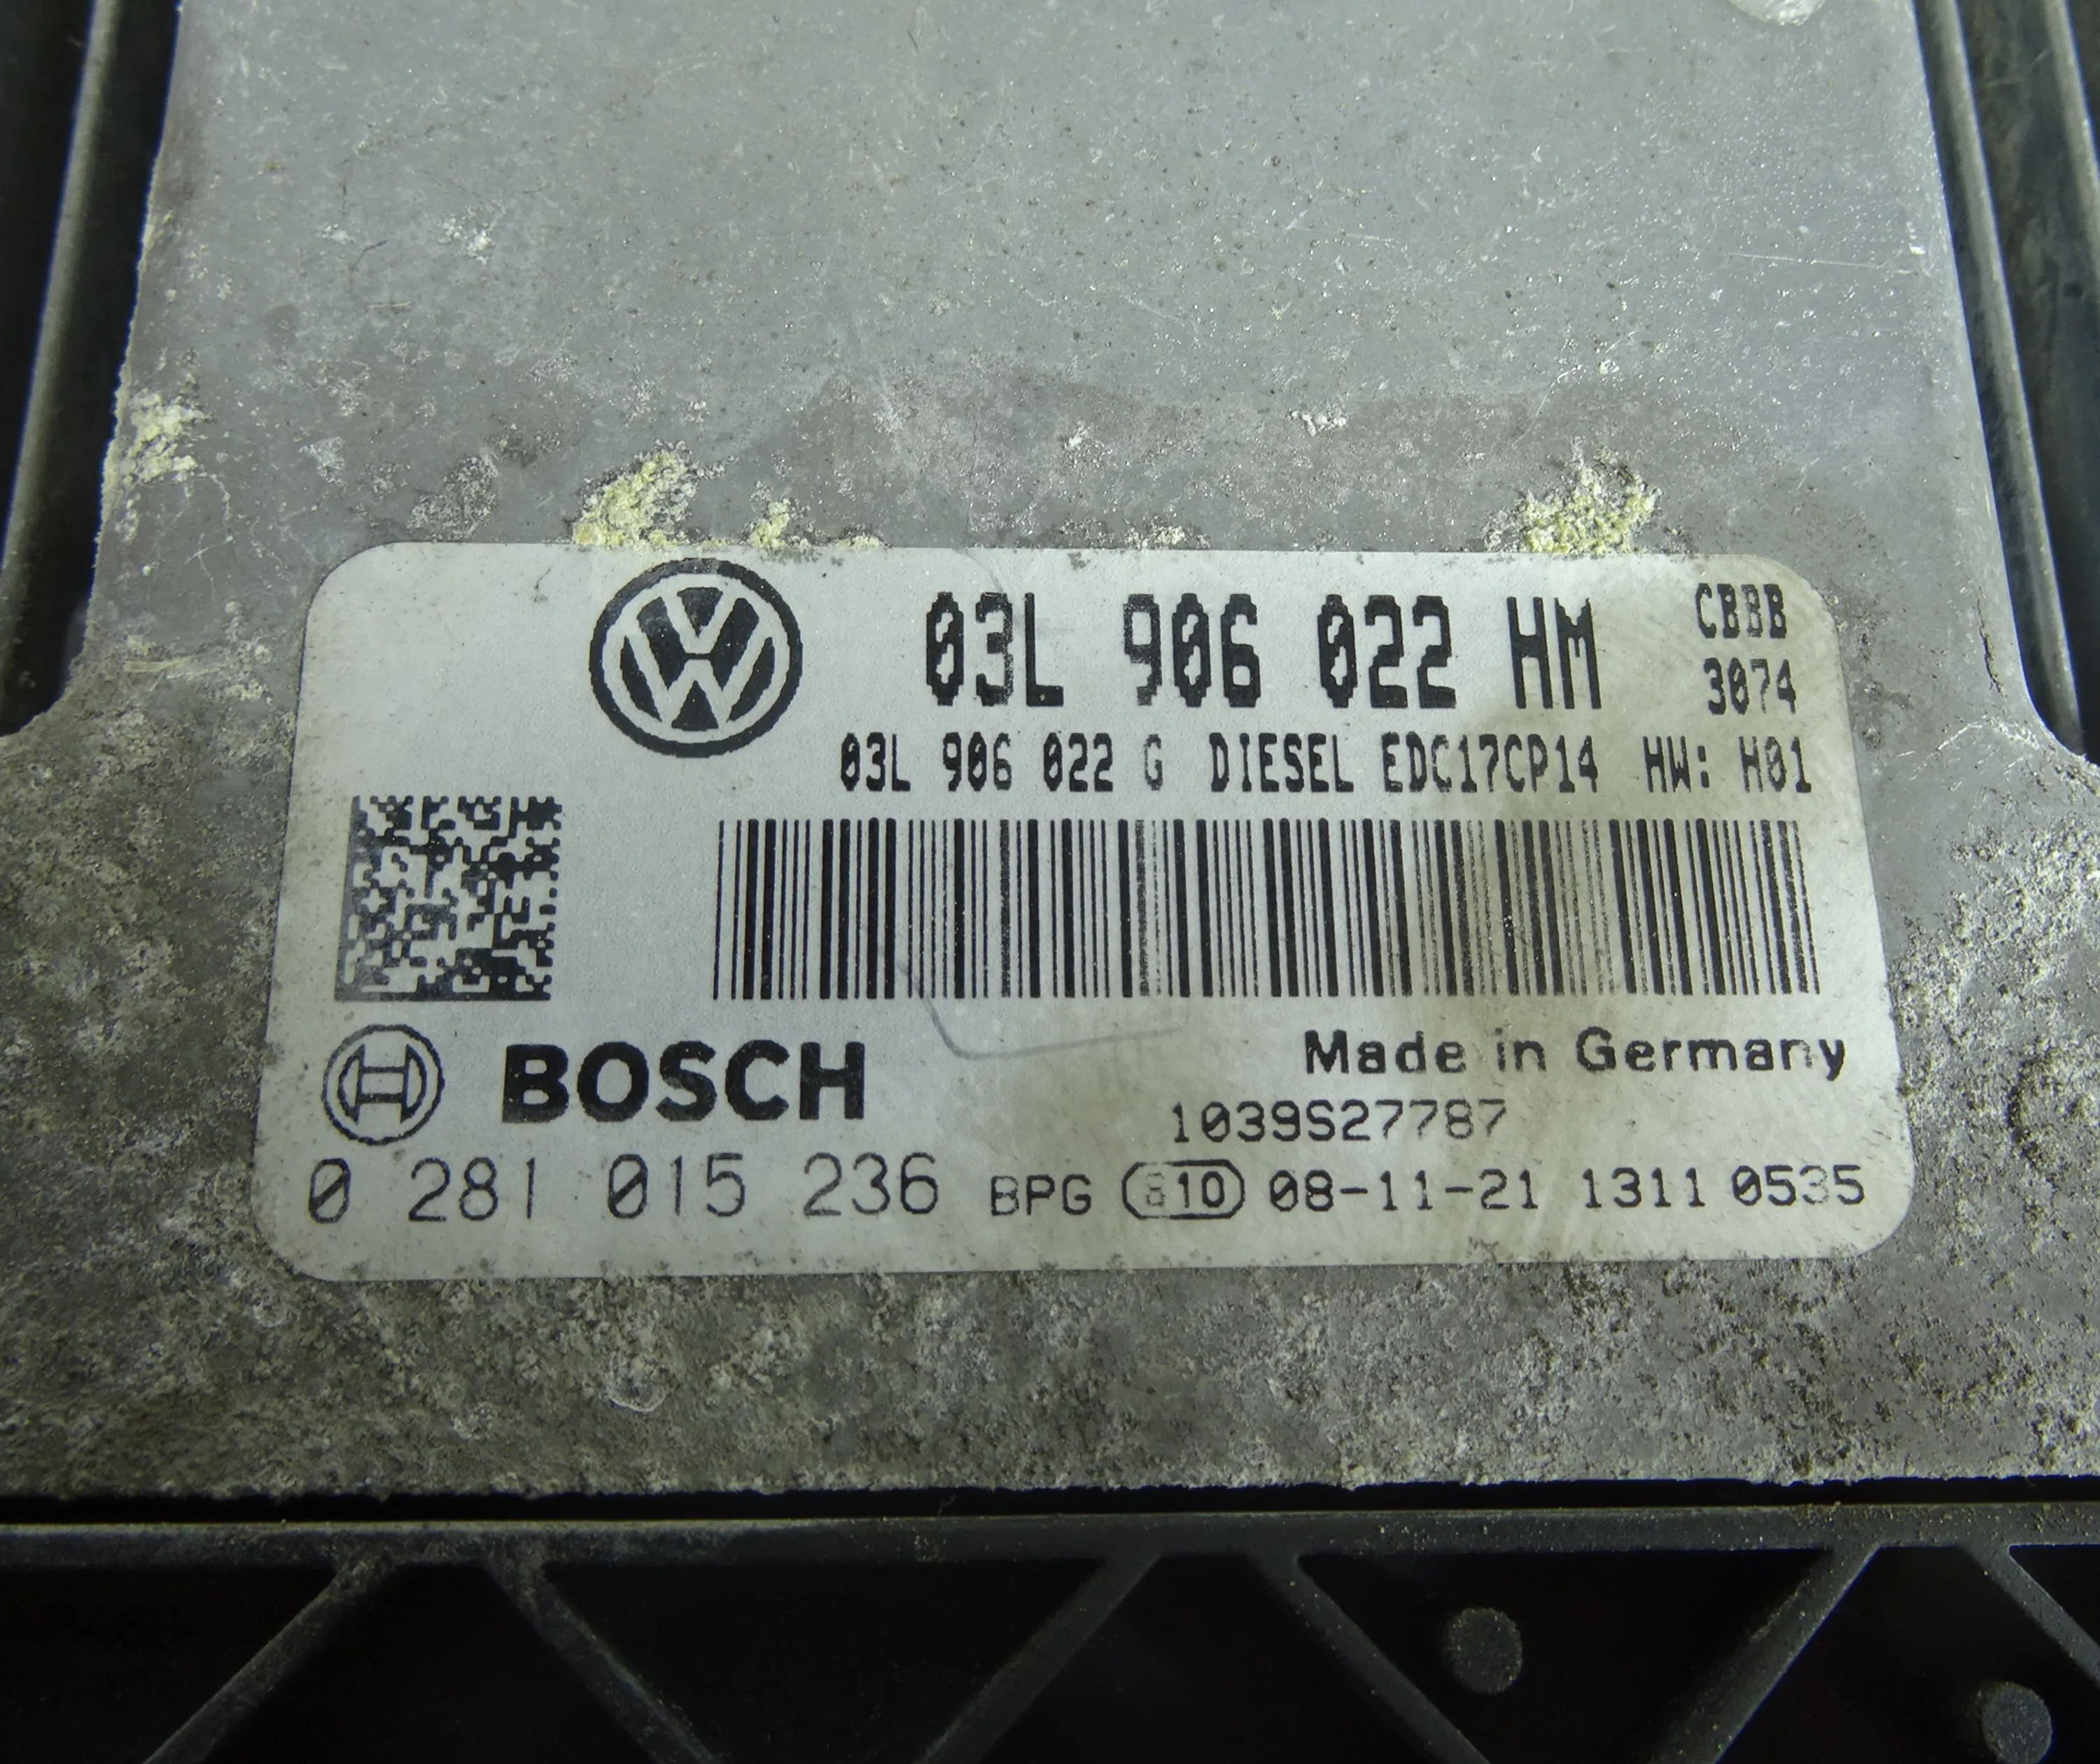 03L 906 022 HM CBBB
3074
03L 906 022 G DIESEL EDC17CP14 HW: H01
BOSCH
Made in Germany
1039S27787
0 281 015 236 BPG 810 08-11-21 1311 0535